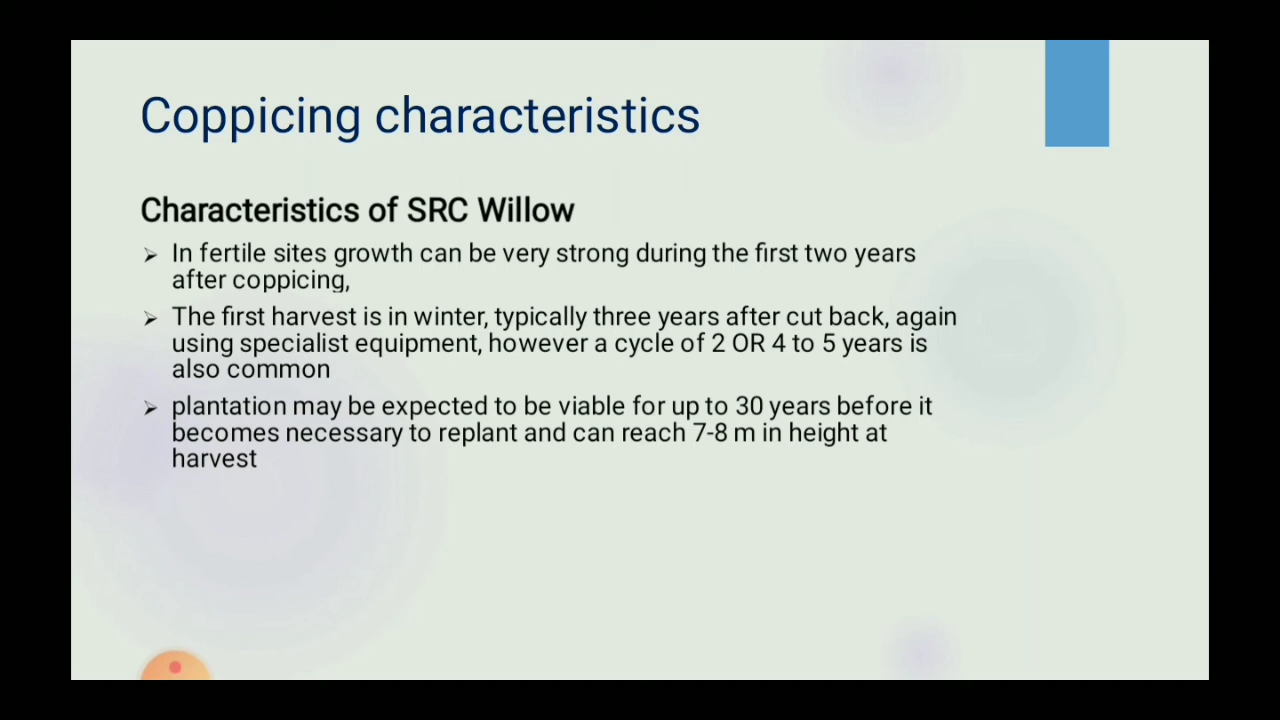 Coppicing characteristics
Characteristics of SRC Willow
➢ In fertile sites growth can be very strong during the first two years
after coppicing,
➢ The first harvest is in winter, typically three years after cut back, again
using specialist equipment, however a cycle of 2 OR 4 to 5 years is
also common
➢ plantation may be expected to be viable for up to 30 years before it
becomes necessary to replant and can reach 7-8 m in height at
harvest